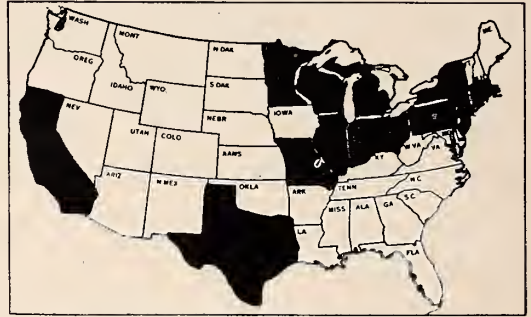 WASH
MONT
N DAK
ME
OREG
IDAHO
WYO.
S DAK
NEBR
IOWA
NEV
UTAH
COLO
KANS
W VA
VA
KY
ARIZ
N MEX
OKLA
ARK
TENN
N C
S C
MISS
ALA
GA
LA
FLA